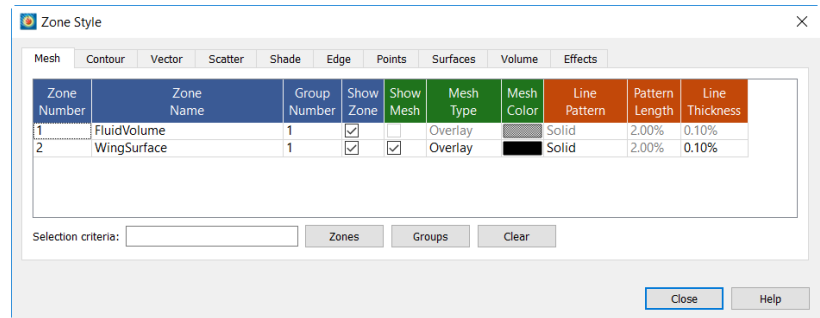 Zone Style
Mesh Contour Vector Scatter Shade Edge Points Surfaces Volume Effects
Zone Number Zone Name Group Number Show Zone Show Mesh Mesh Type Mesh Color Line Pattern Pattern Length Line Thickness
1 FluidVolume 1 Overlay Solid 2.00% 0.10%
2 WingSurface 1 Overlay Solid 2.00% 0.10%
Selection criteria: Zones Groups Clear
Close Help